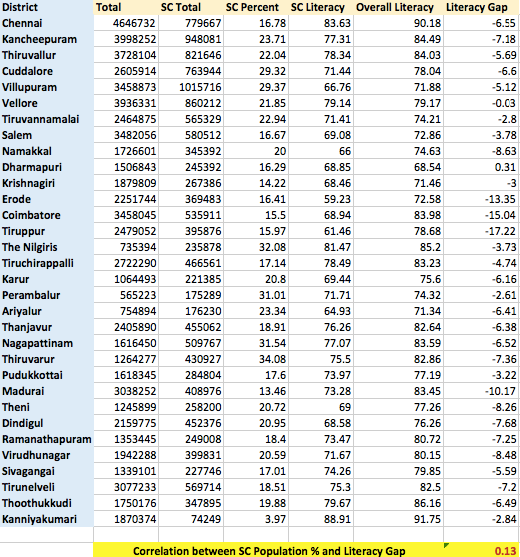 District Total SC Total SC Percent SC Literacy Overall Literacy Literacy Gap
Chennai 4646732 779667 16.78 83.63 90.18 -6.55
Kancheepuram 3998252 948081 23.71 77.31 84.49 -7.18
Thiruvallur 3728104 821646 22.04 78.34 84.03 -5.69
Cuddalore 2605914 763944 29.32 71.44 78.04 -6.6
Villupuram 3458873 1015716 29.37 66.76 71.88 -5.12
Vellore 3936331 860212 21.85 79.14 79.17 -0.03
Tiruvannamalai 2464875 565329 22.94 71.41 74.21 -2.8
Salem 3482056 580512 16.67 69.08 72.86 -3.78
Namakkal 1726601 345392 20 66 74.63 -8.63
Dharmapuri 1506843 245392 16.29 68.85 68.54 0.31
Krishnagiri 1879809 267386 14.22 68.46 71.46 -3
Erode 2251744 369483 16.41 59.23 72.58 -13.35
Coimbatore 3458045 535911 15.5 68.94 83.98 -15.04
Tiruppur 2479052 395876 15.97 61.46 78.68 -17.22
The Nilgiris 735394 235878 32.08 81.47 85.2 -3.73
Tiruchirappalli 2722290 466561 17.14 78.49 83.23 -4.74
Karur 1064493 221385 20.8 69.44 75.6 -6.16
Perambalur 565223 175289 31.01 71.71 74.32 -2.61
Ariyalur 754894 176230 23.34 64.93 71.34 -6.41
Thanjavur 2405890 455062 18.91 76.26 82.64 -6.38
Nagapattinam 1616450 509767 31.54 77.07 83.59 -6.52
Thiruvarur 1264277 430927 34.08 75.5 82.86 -7.36
Pudukkottai 1618345 284804 17.6 73.97 77.19 -3.22
Madurai 3038252 408976 13.46 73.28 83.45 -10.17
Theni 1245899 258200 20.72 69 77.26 -8.26
Dindigul 2159775 452376 20.95 68.58 76.26 -7.68
Ramanathapuram 1353445 249008 18.4 73.47 80.72 -7.25
Virudhunagar 1942288 399831 20.59 71.67 80.15 -8.48
Sivagangai 1339101 227746 17.01 74.26 79.85 -5.59
Tirunelveli 3077233 569714 18.51 75.3 82.5 -7.2
Thoothukkudi 1750176 347895 19.88 79.67 86.16 -6.49
Kanniyakumari 1870374 74249 3.97 88.91 91.75 -2.84
Correlation between SC Population % and Literacy Gap 0.13